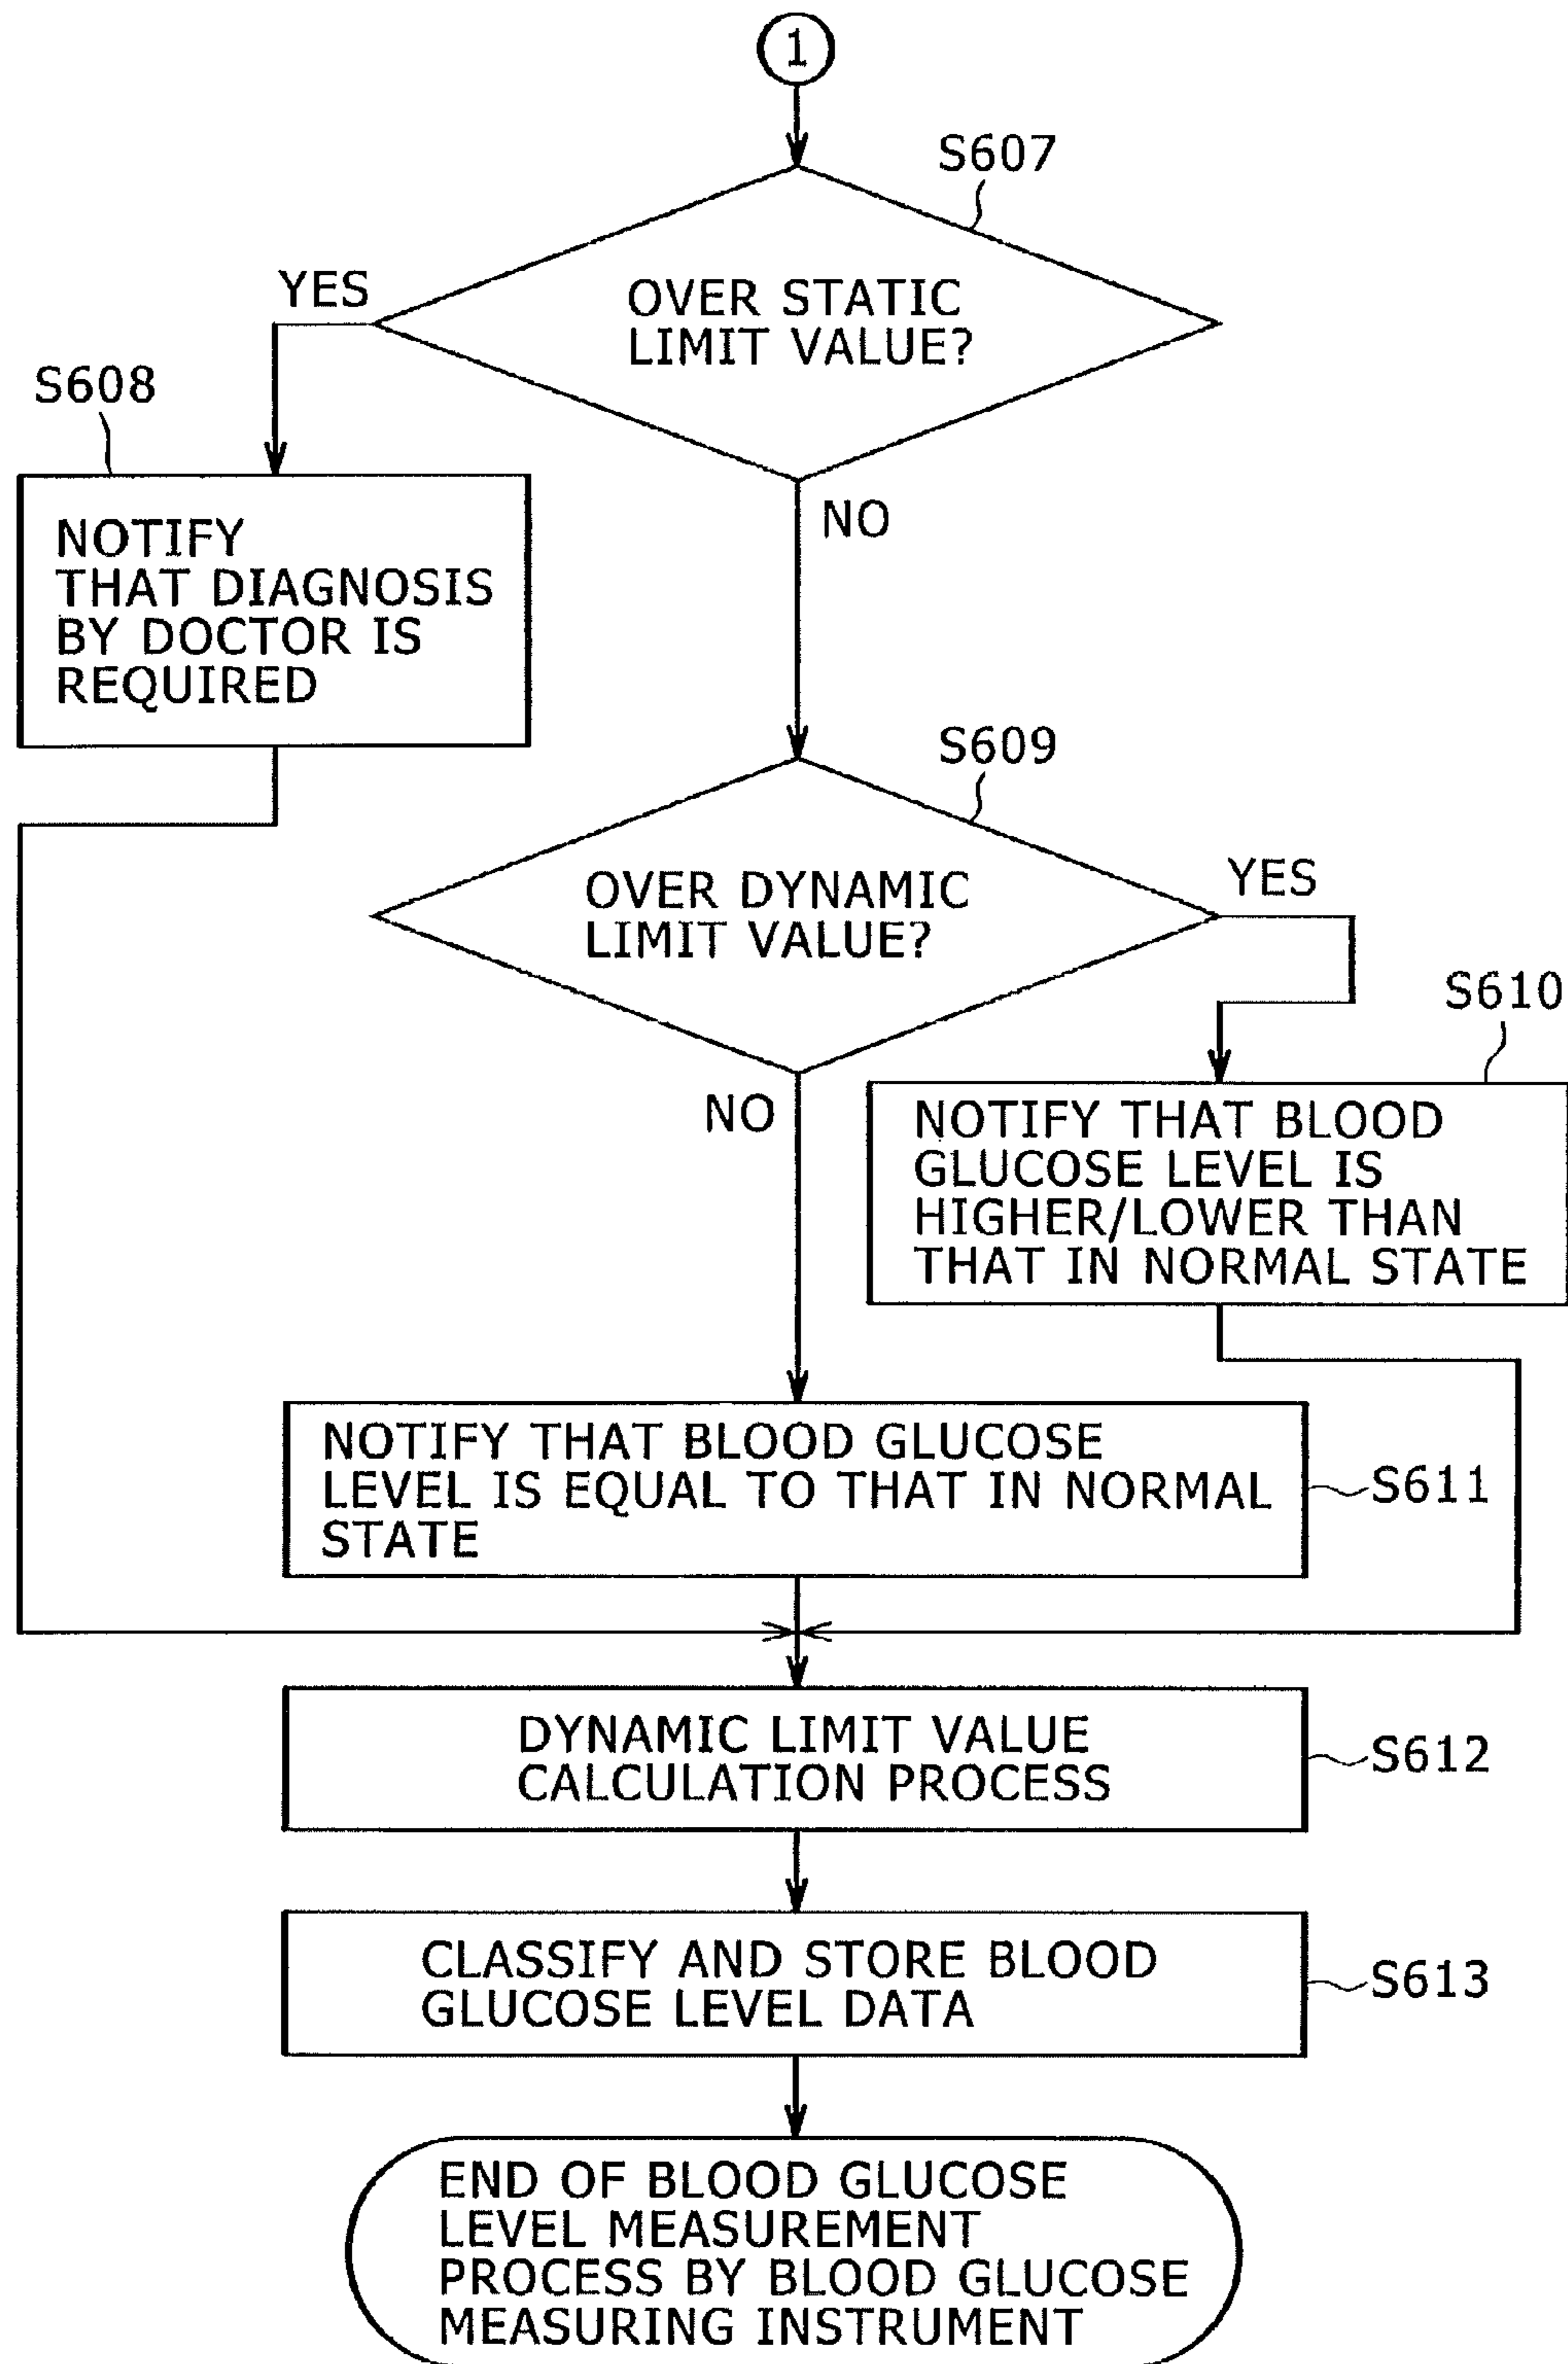 1
S607
YES
OVER STATIC
LIMIT VALUE?
S608
NO
NOTIFY
THAT DIAGNOSIS
BY DOCTOR IS
REQUIRED
S609
OVER DYNAMIC
LIMIT VALUE?
YES
S610
NO
NOTIFY THAT BLOOD
GLUCOSE LEVEL IS
HIGHER/LOWER THAN
THAT IN NORMAL STATE
NOTIFY THAT BLOOD GLUCOSE
LEVEL IS EQUAL TO THAT IN NORMAL
STATE
S611
DYNAMIC LIMIT VALUE
CALCULATION PROCESS
S612
CLASSIFY AND STORE BLOOD
GLUCOSE LEVEL DATA
S613
END OF BLOOD GLUCOSE
LEVEL MEASUREMENT
PROCESS BY BLOOD GLUCOSE
MEASURING INSTRUMENT